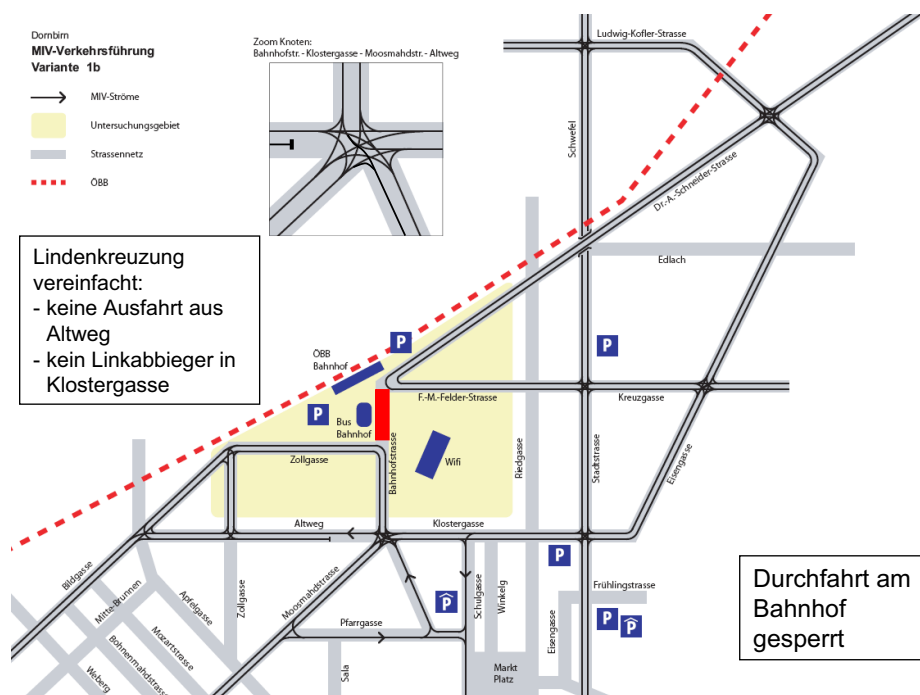 Dornbirn
MIV-Verkehrsführung
Variante 1b
MIV-Ströme
Untersuchungsgebiet
Strassennetz
ÖBB
Zoom Knoten:
Bahnhofstr. - Klostergasse - Moosmahdstr. - Altweg
Ludwig-Kofler-Strasse
Schwefel
Dr.-A.-Schneider-Strasse
Edlach
Lindenkreuzung
vereinfacht:
- keine Ausfahrt aus
Altweg
- kein Linkabbieger in
Klostergasse
P
P
ÖBB
Bahnhof
P
Bus
Bahnhof
F.-M.-Felder-Strasse
Kreuzgasse
Bahnhofstrasse
Wifi
Riedgasse
Stadtstrasse
Eisengasse
Zollgasse
Altweg
Klostergasse
Bildgasse
Mitte-Brunnen
Apfelgasse
Zollgasse
Moosmahdstrasse
Schulgasse
Winkelg
P
Eisengasse
Frühlingstrasse
P
P
P
Pfarrgasse
Mozartstrasse
Bohnenmahdstrasse
Weberg
Sala
Markt
Platz
Durchfahrt am
Bahnhof
gesperrt